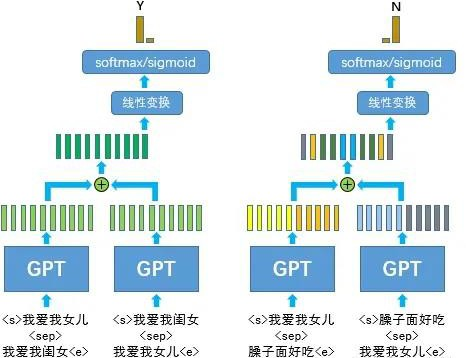 Y
N
softmax/sigmoid
softmax/sigmoid
线性变换
线性变换
+
+
GPT
GPT
GPT
GPT
<s>我爱我女儿
<sep>
我爱我闺女<e>
<s>我爱我闺女
<sep>
我爱我女儿<e>
<s>我爱我女儿
<sep>
臊子面好吃<e>
<s>臊子面好吃
<sep>
我爱我女儿<e>